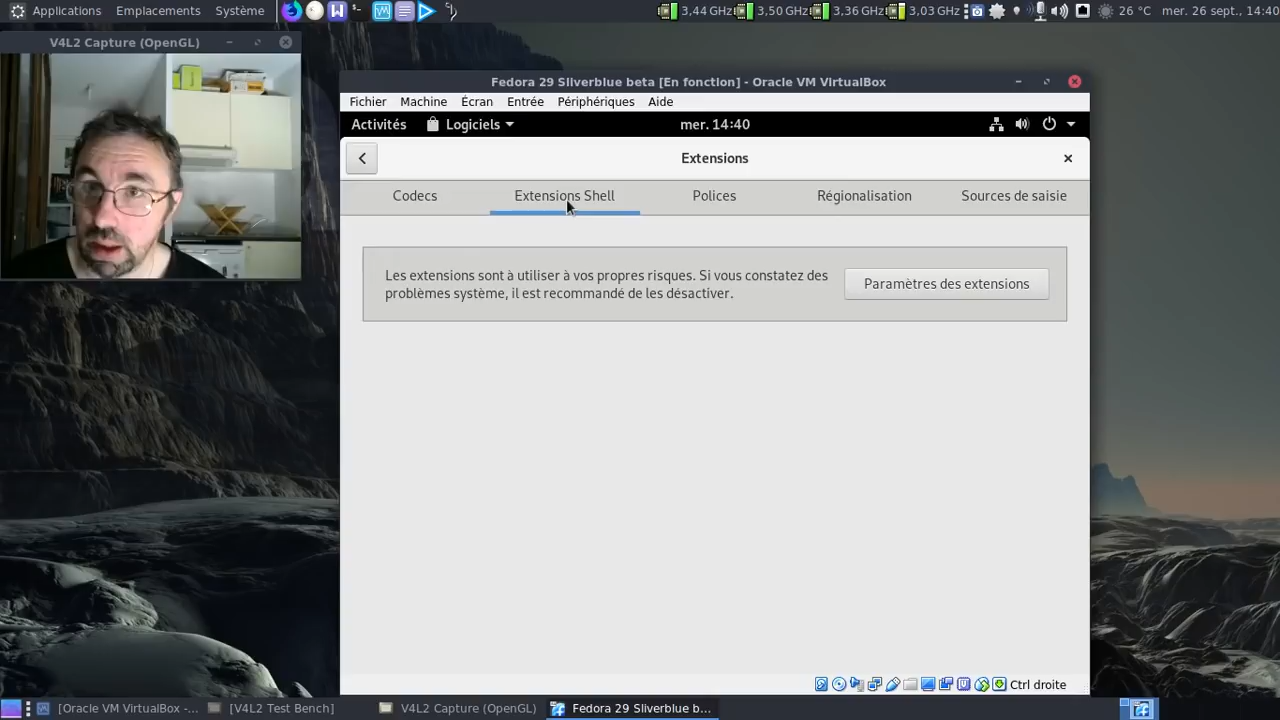 Applications Emplacements Système 3,44 GHz 3,50 GHz 3,36 GHz 3,03 GHz 26 °C mer. 26 sept., 14:40
V4L2 Capture (OpenGL)
Fedora 29 Sliverblue beta [En fonction] - Oracle VM VirtualBox
Fichier Machine Écran Entrée Périphériques Aide
Activités Logiciels mer. 14:40
Extensions
Codecs Extensions Shell Polices Régionalisation Sources de saisie
Les extensions sont à utiliser à vos propres risques. Si vous constatez des
problèmes système, il est recommandé de les désactiver.
Paramètres des extensions
Ctrl droite
[Oracle VM VirtualBox -... [V4L2 Test Bench] V4L2 Capture (OpenGL) Fedora 29 Sliverblue b...